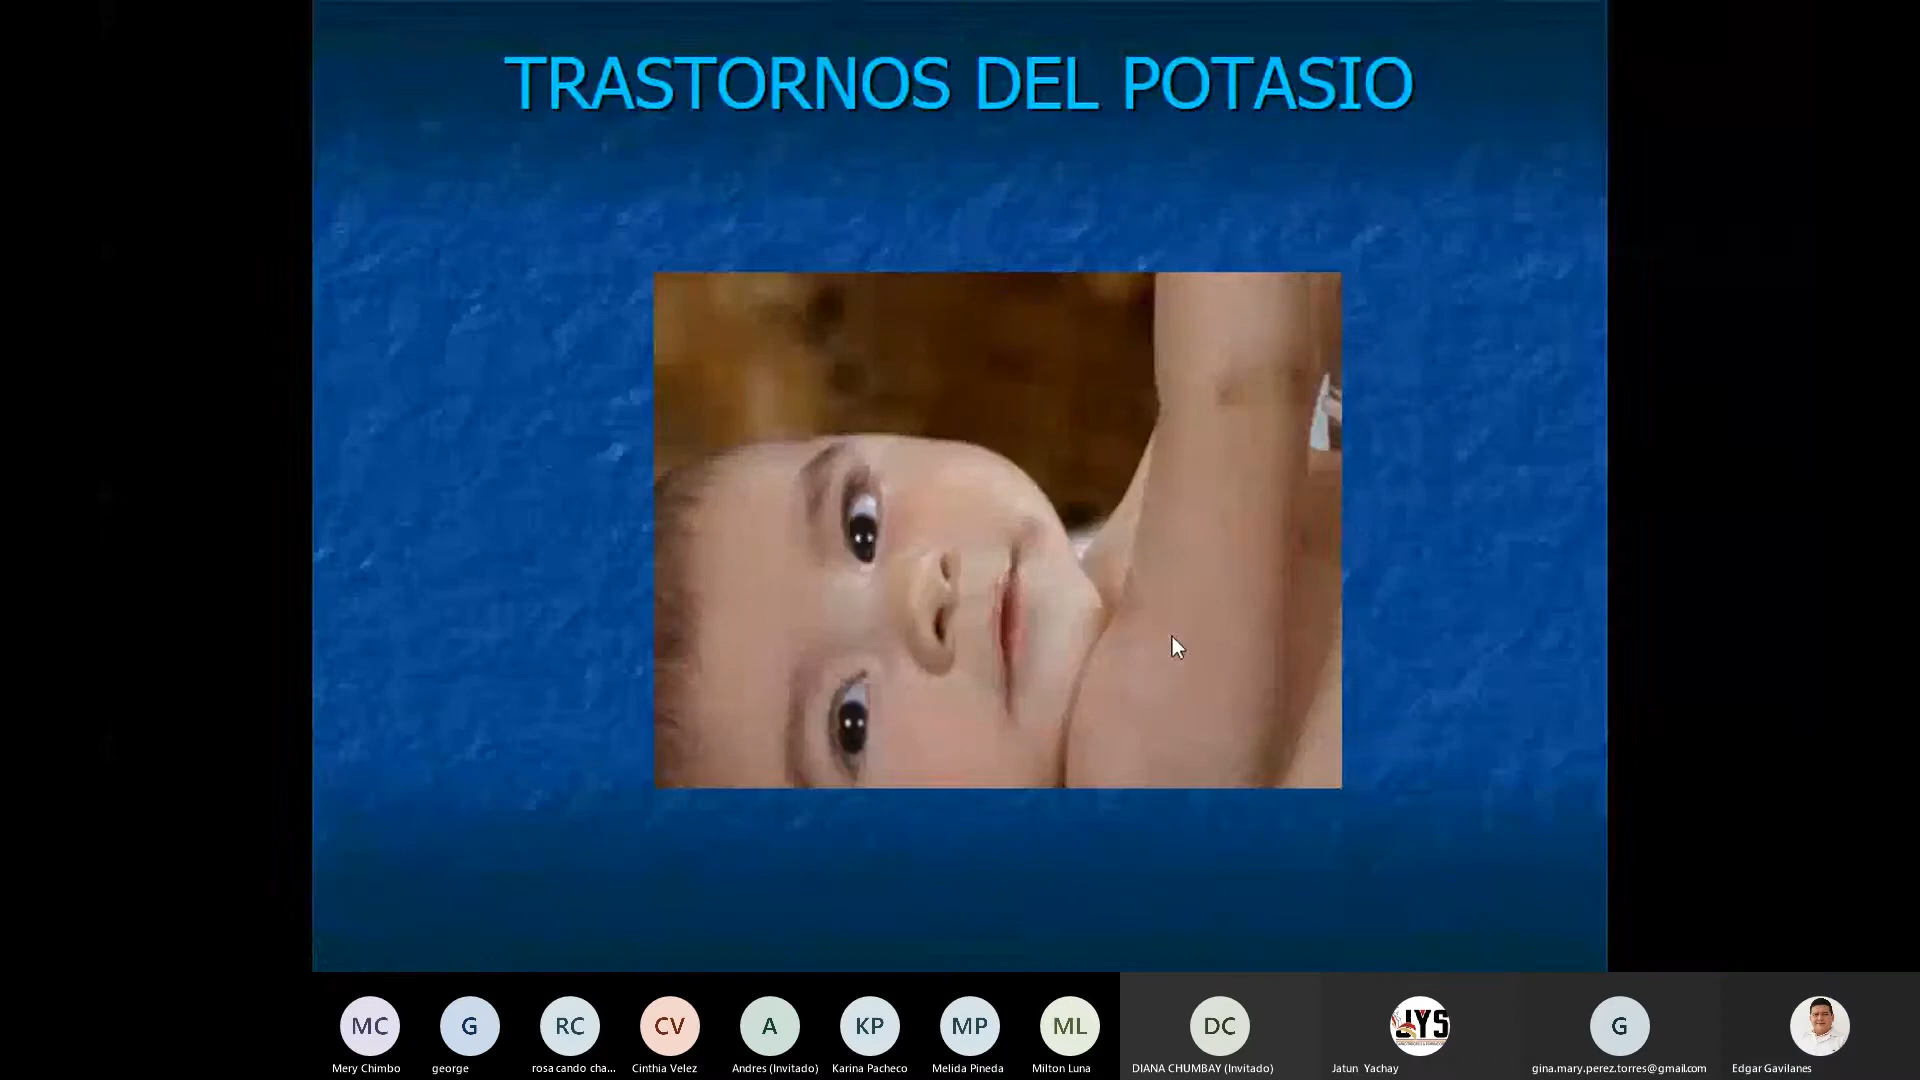 TRASTORNOS DEL POTASIO
MC
G
RC
CV
A
KP
MP
ML
DC
JYS
G
Mery Chimbo
george
rosa cando cha...
Cinthia Velez
Andres (Invitado)
Karina Pacheco
Melida Pineda
Milton Luna
DIANA CHUMBAY (Invitado)
Jatun Yachay
gina.mary.perez.torres@gmail.com
Edgar Gavilanes